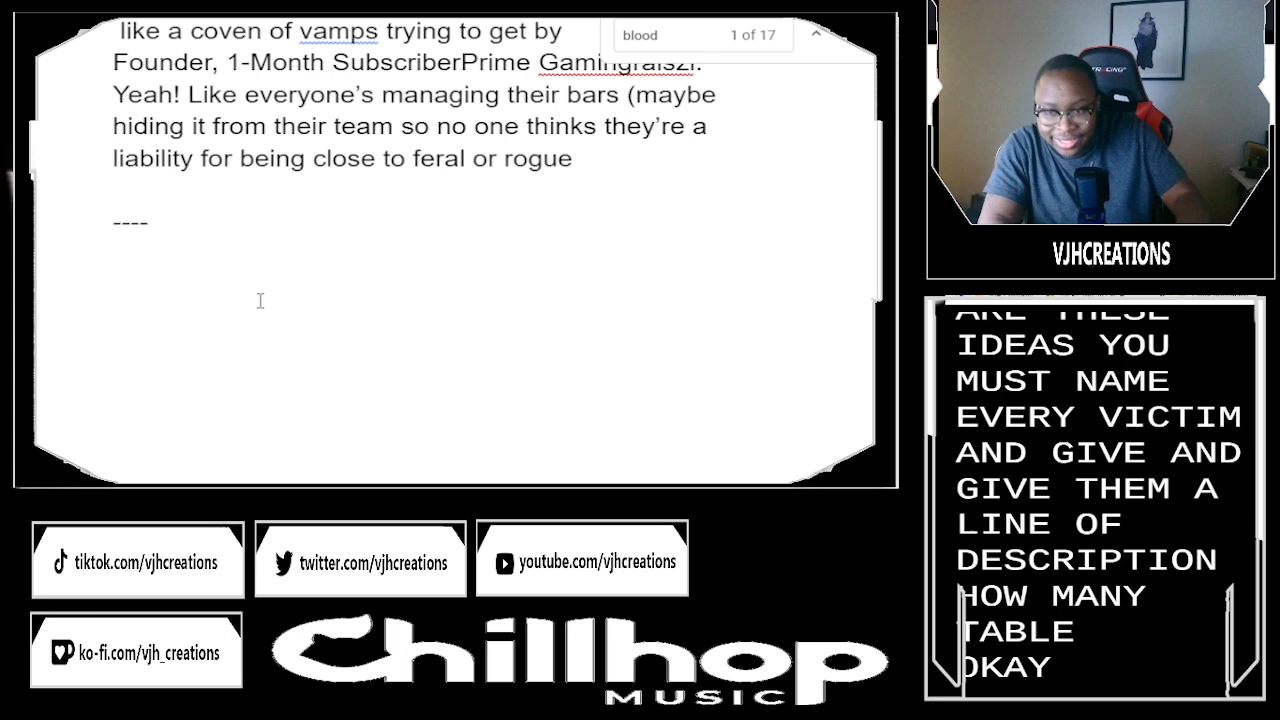 like a coven of vamps trying to get by
Founder, 1-Month SubscriberPrime Gamingraiszi:
Yeah! Like everyone's managing their bars (maybe
hiding it from their team so no one thinks they're a
liability for being close to feral or rogue
----
blood 1 of 17
VJHCREATIONS
ARE THESE
IDEAS YOU
MUST NAME
EVERY VICTIM
AND GIVE AND
GIVE THEM A
LINE OF
DESCRIPTION
HOW MANY
TABLE
OKAY
tiktok.com/vjhcreations
twitter.com/vjhcreations
youtube.com/vjhcreations
ko-fi.com/vjh_creations
Chillhop
MUSIC